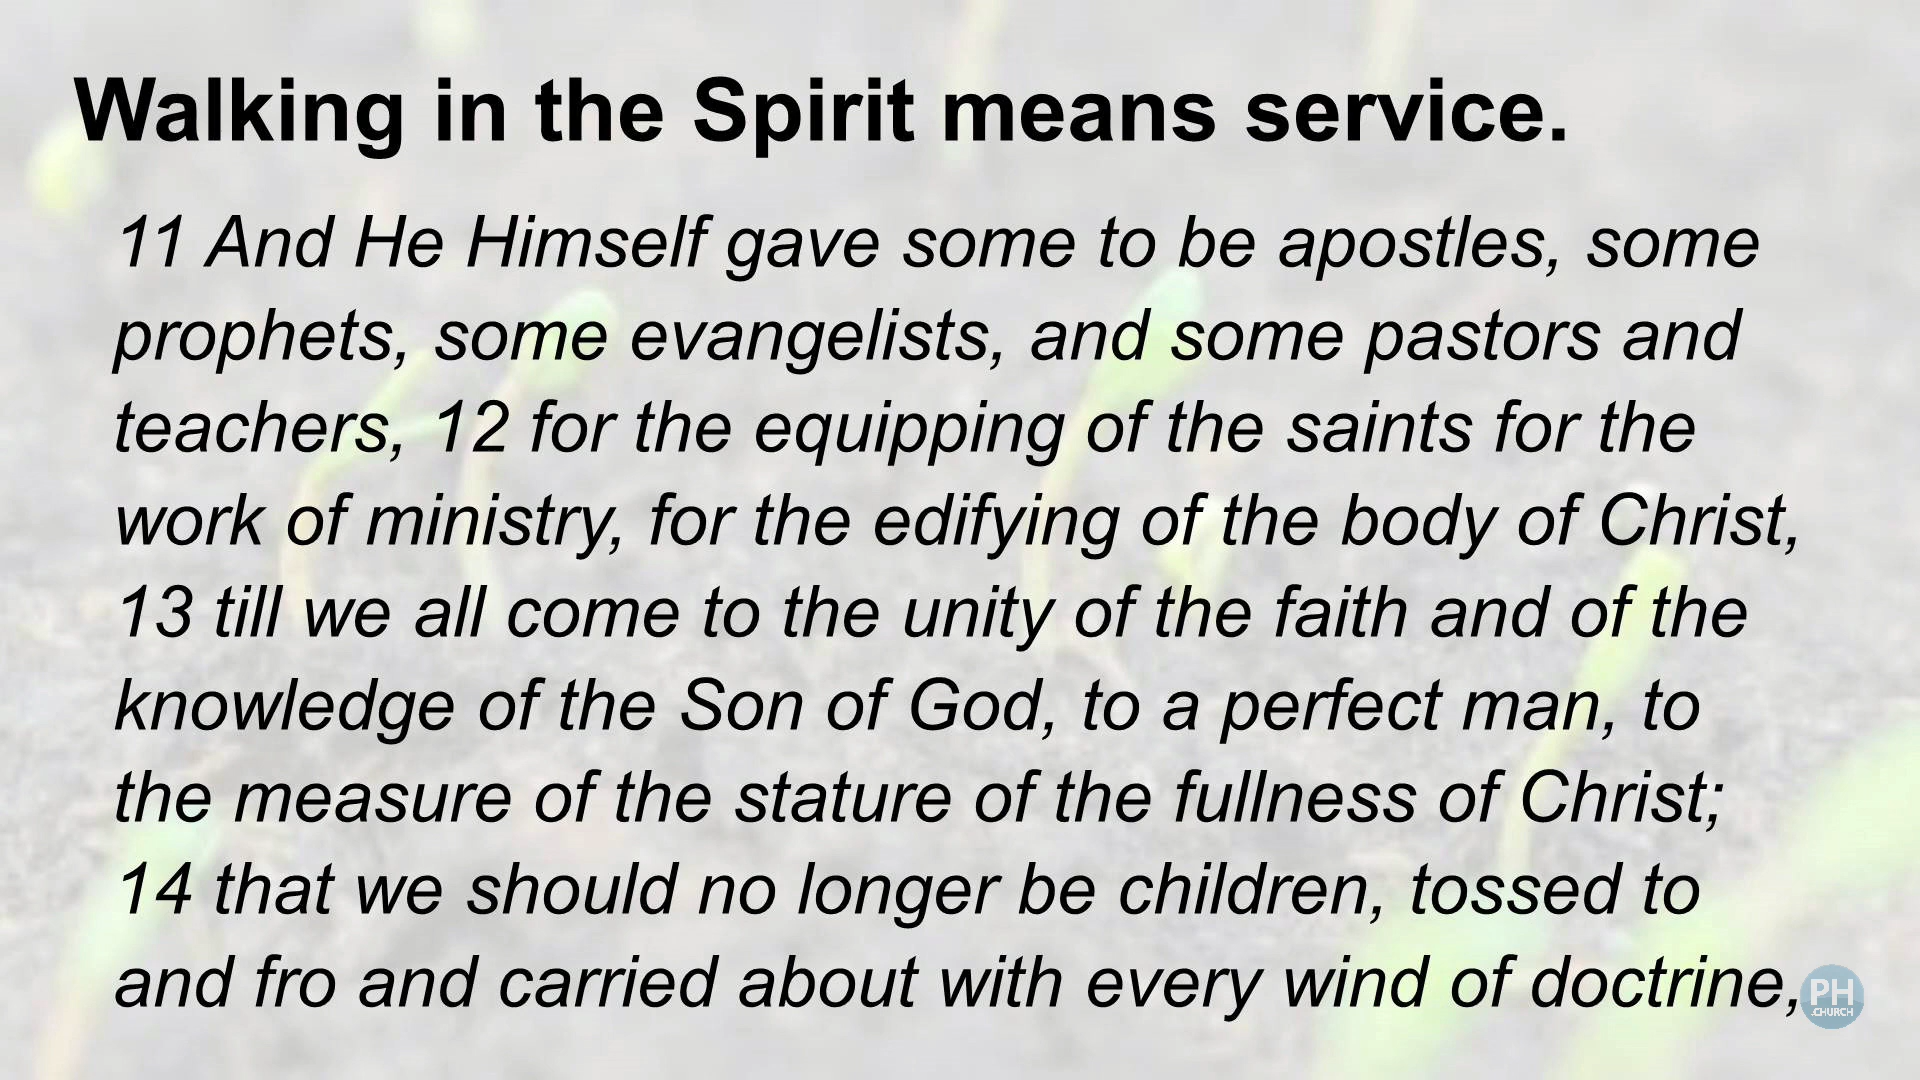 Walking in the Spirit means service.
11 And He Himself gave some to be apostles, some
prophets, some evangelists, and some pastors and
teachers, 12 for the equipping of the saints for the
work of ministry, for the edifying of the body of Christ,
13 till we all come to the unity of the faith and of the
knowledge of the Son of God, to a perfect man, to
the measure of the stature of the fullness of Christ;
14 that we should no longer be children, tossed to
and fro and carried about with every wind of doctrine,
PH
.CHURCH